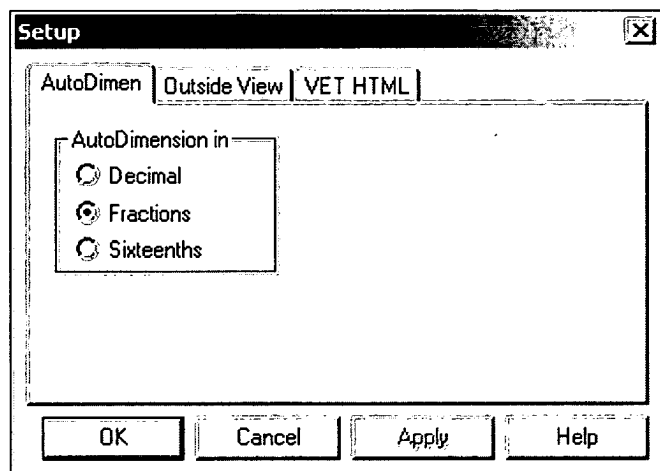 Setup
AutoDimen Outside View VET HTML
AutoDimension in
Decimal
Fractions
Sixteenths
OK Cancel Apply Help